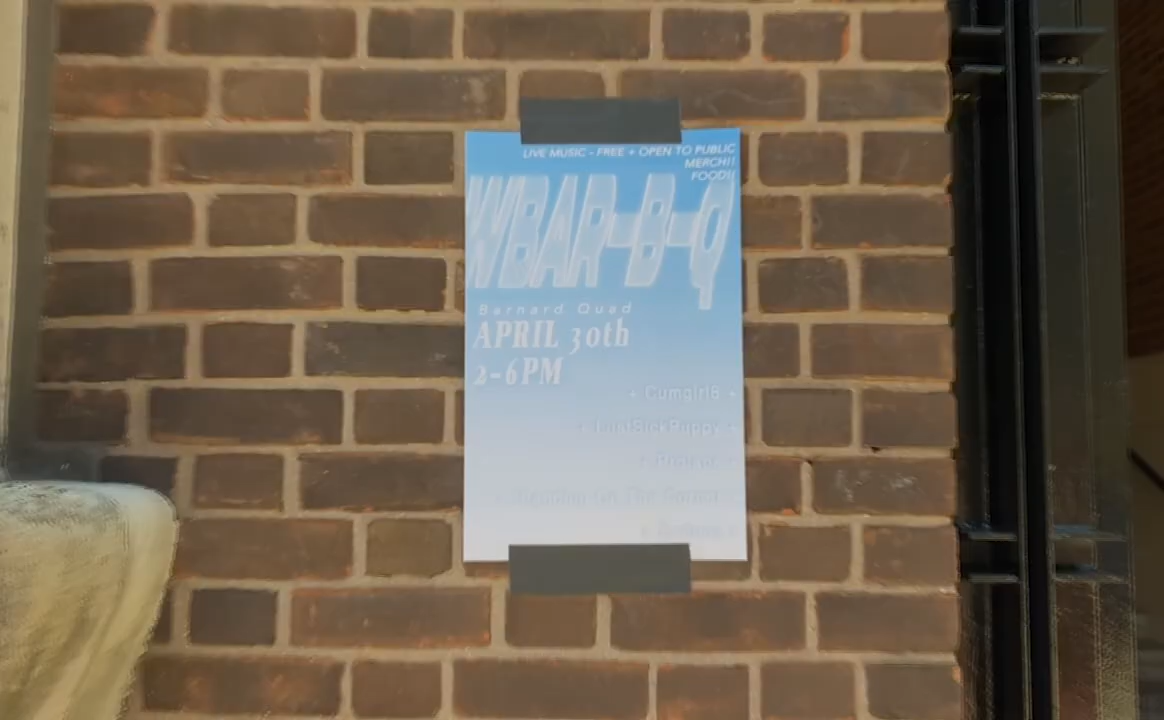 LIVE MUSIC - FREE + OPEN TO PUBLIC
MERCH!!
FOOD!!
WBAR-B-Q
Barnard Quad
APRIL 30th
2-6PM
+ Cumgirl8 +
+ LustSickPuppy +